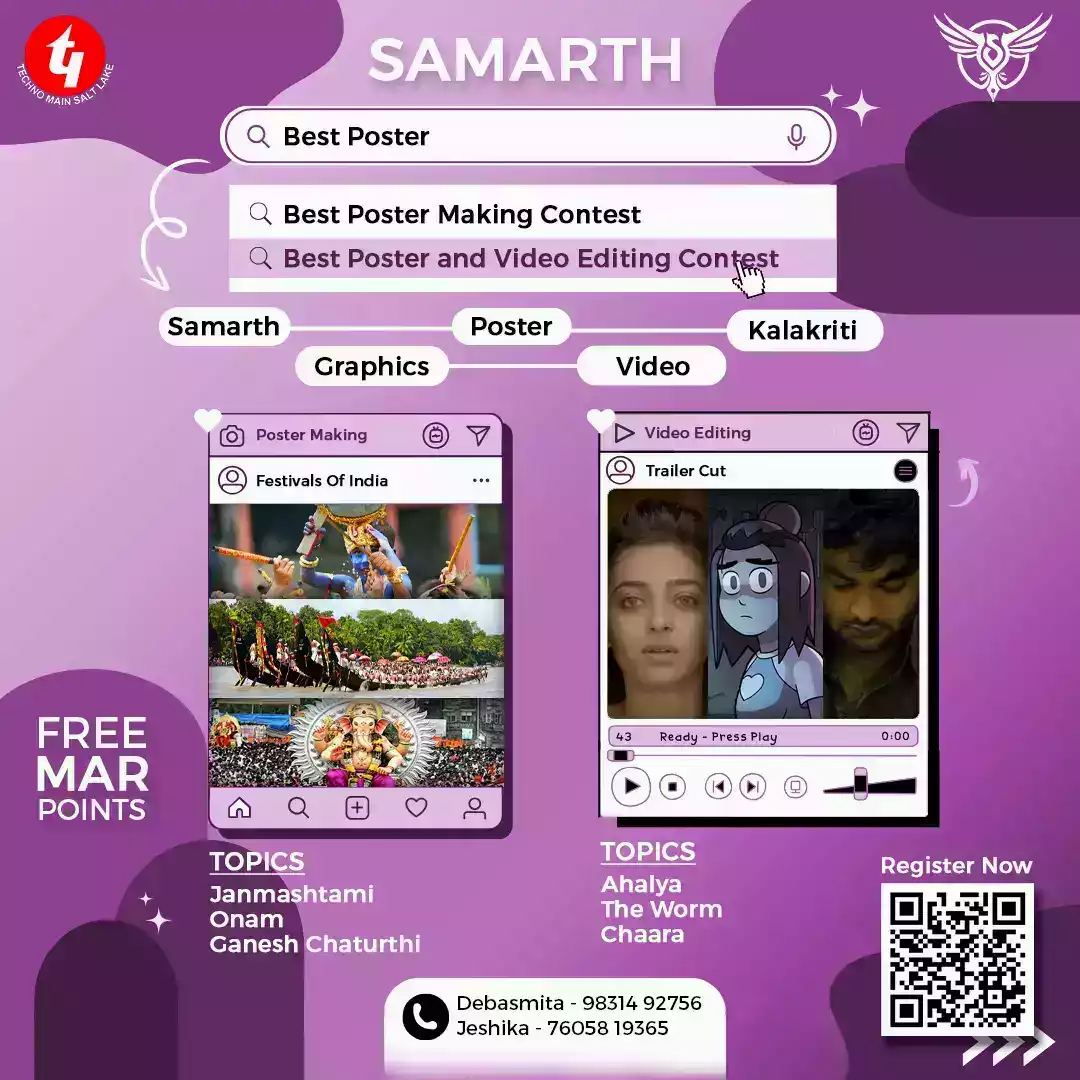 TECHNO MAIN SALT LAKE
SAMARTH
Best Poster
Best Poster Making Contest
Best Poster and Video Editing Contest
Samarth
Poster
Kalakriti
Graphics
Video
Poster Making
Festivals Of India
Video Editing
Trailer Cut
43 Ready - Press Play 0:00
FREE
MAR
POINTS
TOPICS
Janmashtami
Onam
Ganesh Chaturthi
TOPICS
Ahalya
The Worm
Chaara
Register Now
Debasmita - 98314 92756
Jeshika - 76058 19365